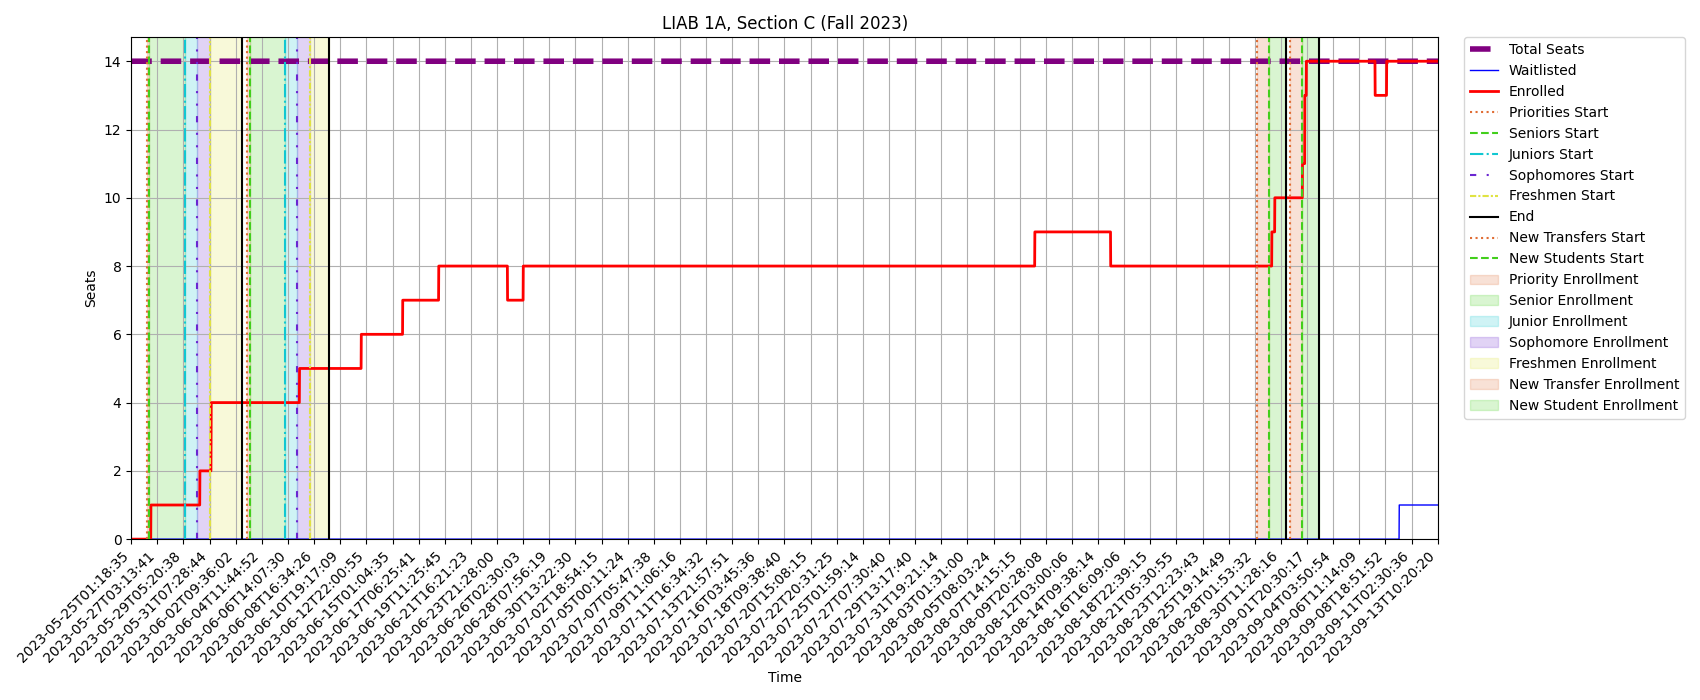 LIAB 1A, Section C (Fall 2023)
Seats
14
12
10
8
6
4
2
0
2023-05-25T01:18:35
2023-05-27T03:13:41
2023-05-29T05:20:38
2023-05-31T07:28:44
2023-06-02T09:36:02
2023-06-04T11:44:52
2023-06-06T14:07:30
2023-06-08T16:34:26
2023-06-10T19:17:09
2023-06-12T22:00:55
2023-06-15T01:04:35
2023-06-17T06:25:41
2023-06-19T11:25:45
2023-06-21T16:21:23
2023-06-23T21:28:00
2023-06-26T02:30:03
2023-06-28T07:56:19
2023-06-30T13:22:30
2023-07-02T18:54:15
2023-07-05T00:11:24
2023-07-07T05:47:38
2023-07-09T11:06:16
2023-07-11T16:34:32
2023-07-13T21:57:51
2023-07-16T03:45:36
2023-07-18T09:38:40
2023-07-20T15:08:15
2023-07-22T20:31:25
2023-07-25T01:59:14
2023-07-27T07:30:40
2023-07-29T13:17:40
2023-07-31T19:21:14
2023-08-03T01:31:00
2023-08-05T08:03:24
2023-08-07T14:15:15
2023-08-09T20:28:08
2023-08-12T03:00:06
2023-08-14T09:38:14
2023-08-16T16:09:06
2023-08-18T22:39:15
2023-08-21T05:30:55
2023-08-23T12:23:43
2023-08-25T19:14:49
2023-08-28T01:53:32
2023-08-30T11:28:16
2023-09-01T20:30:17
2023-09-04T03:50:54
2023-09-06T11:14:09
2023-09-08T18:51:52
2023-09-11T02:30:36
2023-09-13T10:20:20
Time
Total Seats
Waitlisted
Enrolled
Priorities Start
Seniors Start
Juniors Start
Sophomores Start
Freshmen Start
End
New Transfers Start
New Students Start
Priority Enrollment
Senior Enrollment
Junior Enrollment
Sophomore Enrollment
Freshmen Enrollment
New Transfer Enrollment
New Student Enrollment